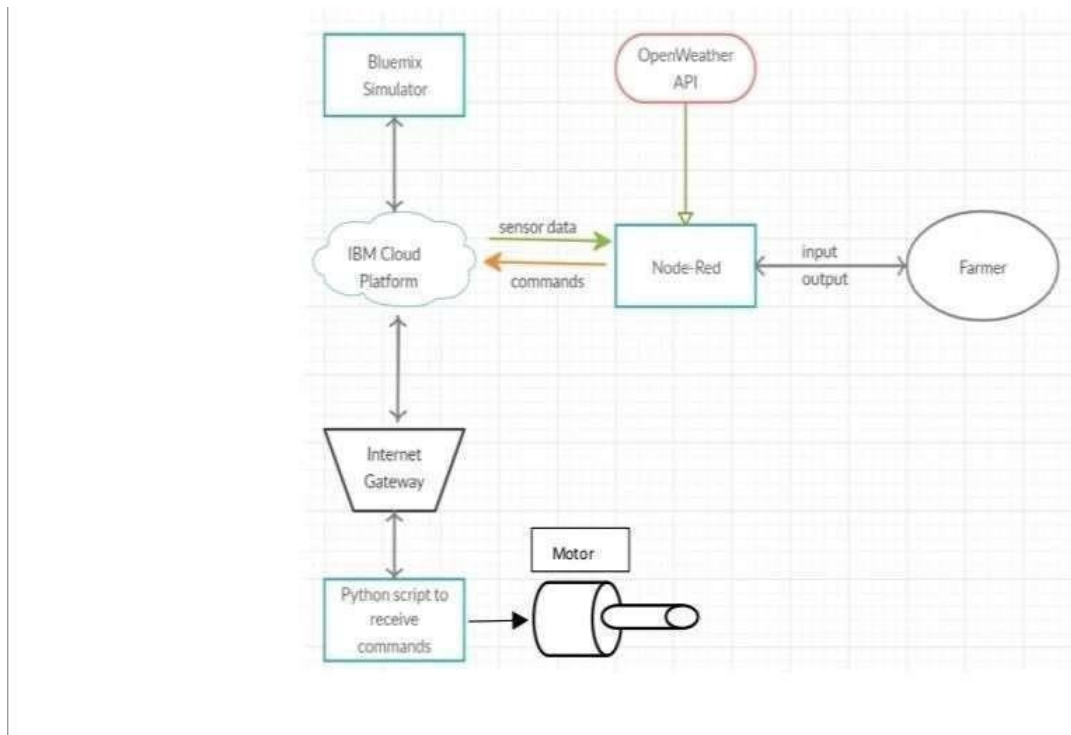 Bluemix
Simulator
OpenWeather
API
sensor data
IBM Cloud
Platform
commands
Node-Red
input
output
Farmer
Internet
Gateway
Motor
Python script to
receive
commands